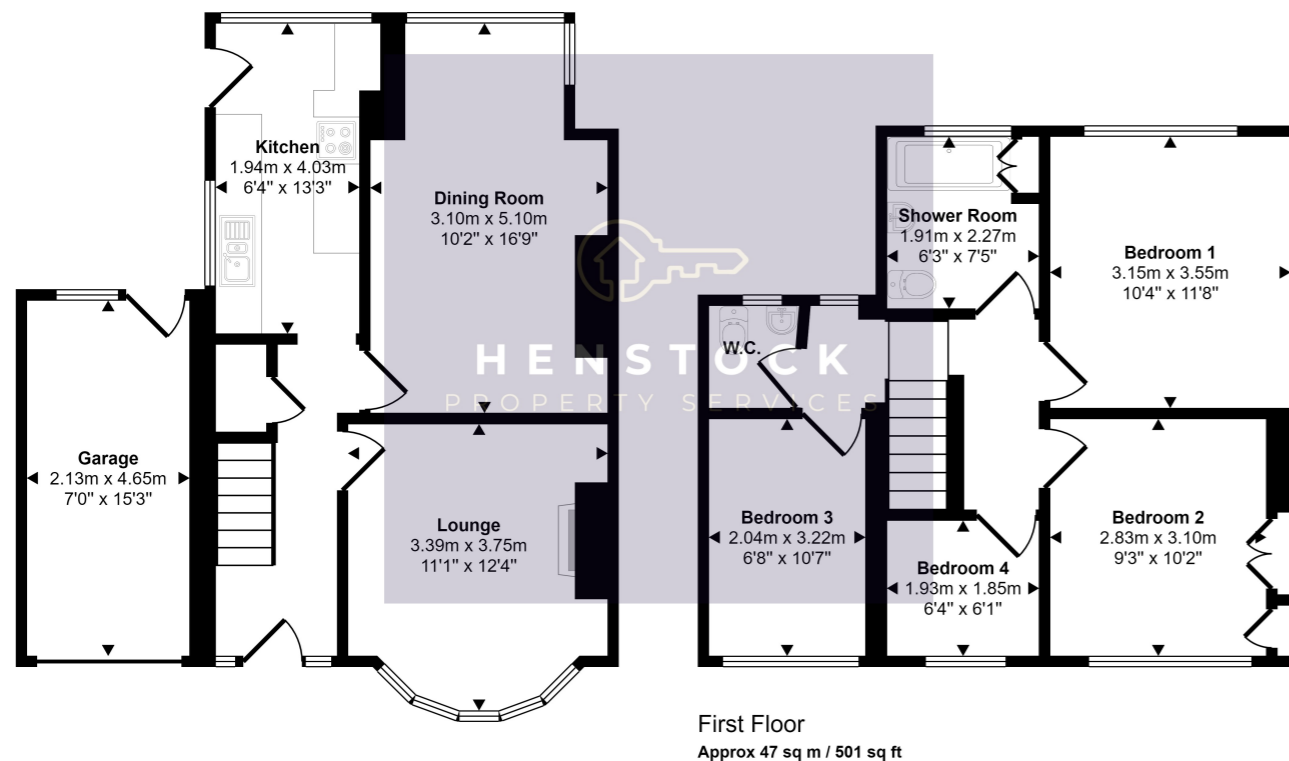 Kitchen
1.94m x 4.03m
6'4" x 13'3"
Dining Room
3.10m x 5.10m
10'2" x 16'9"
Shower Room
1.91m x 2.27m
6'3" x 7'5"
Bedroom 1
3.15m x 3.55m
10'4" x 11'8"
W.C.
HENSTOCK
PROPERTY SERVICES
Garage
2.13m x 4.65m
7'0" x 15'3"
Lounge
3.39m x 3.75m
11'1" x 12'4"
Bedroom 3
2.04m x 3.22m
6'8" x 10'7"
Bedroom 4
1.93m x 1.85m
6'4" x 6'1"
Bedroom 2
2.83m x 3.10m
9'3" x 10'2"
First Floor
Approx 47 sq m / 501 sq ft